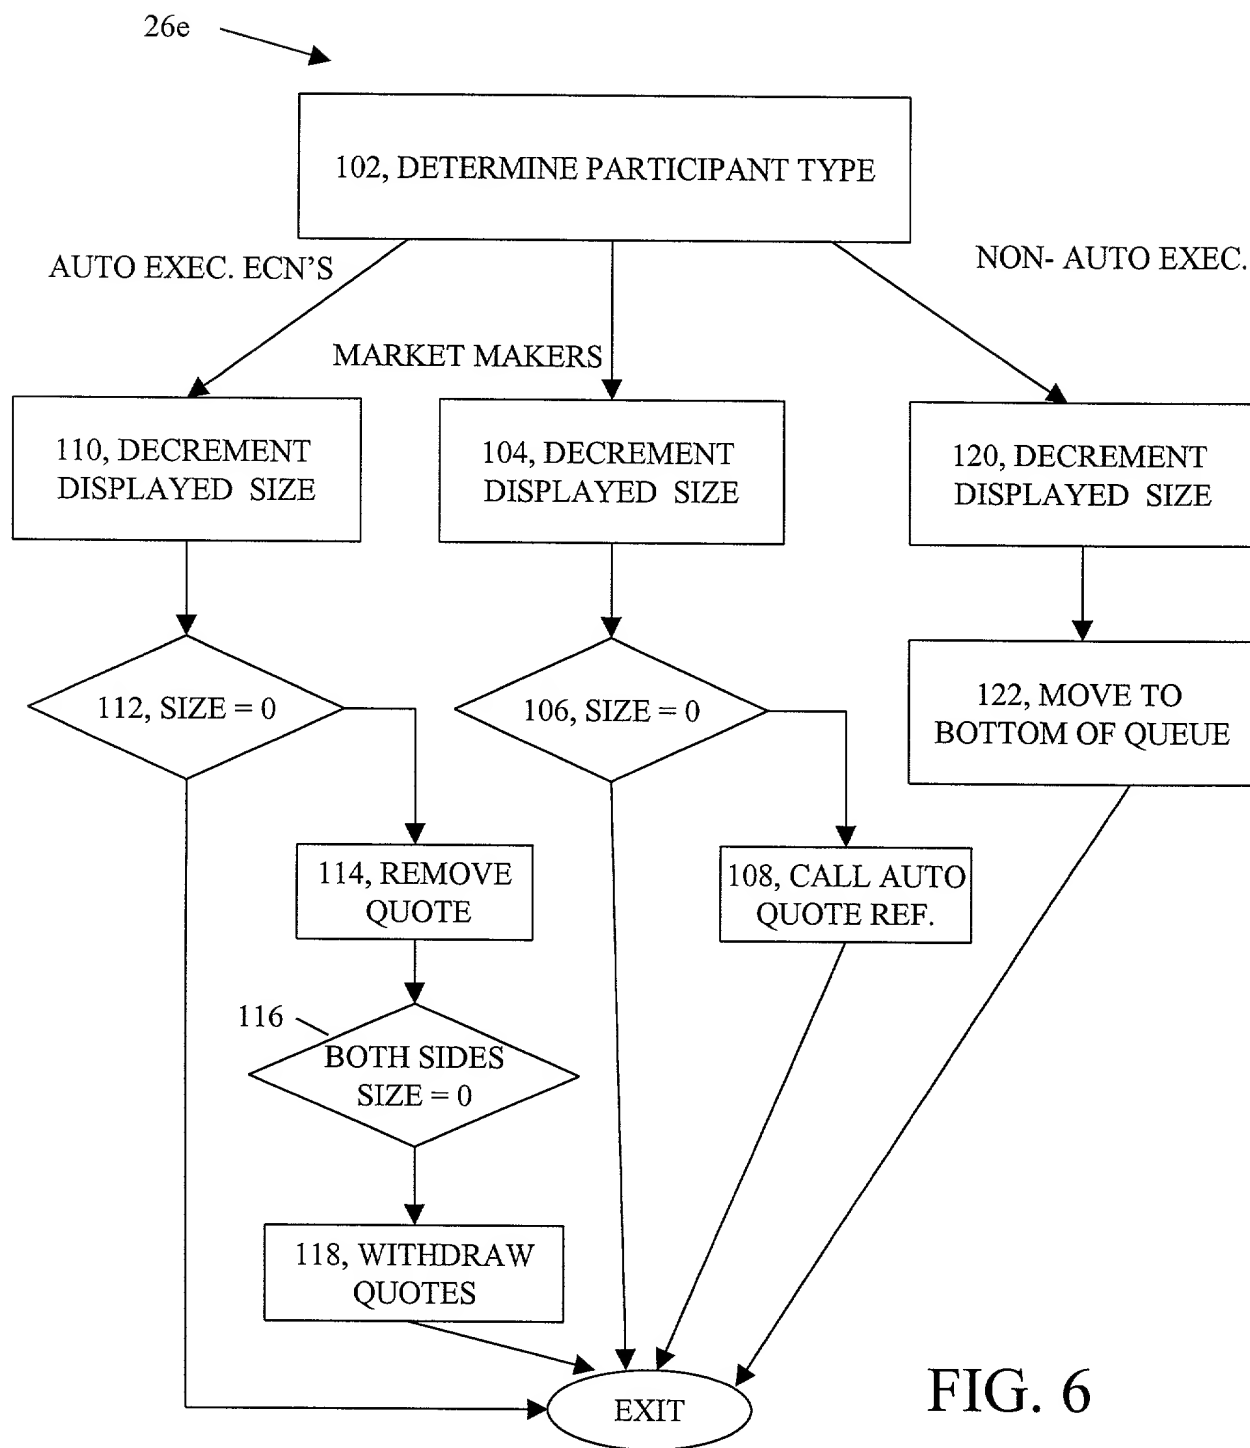 26e
102, DETERMINE PARTICIPANT TYPE
AUTO EXEC. ECN'S
NON- AUTO EXEC.
MARKET MAKERS
110, DECREMENT
DISPLAYED SIZE
104, DECREMENT
DISPLAYED SIZE
120, DECREMENT
DISPLAYED SIZE
112, SIZE = 0
106, SIZE = 0
122, MOVE TO
BOTTOM OF QUEUE
114, REMOVE
QUOTE
108, CALL AUTO
QUOTE REF.
116
BOTH SIDES
SIZE = 0
118, WITHDRAW
QUOTES
EXIT
FIG. 6